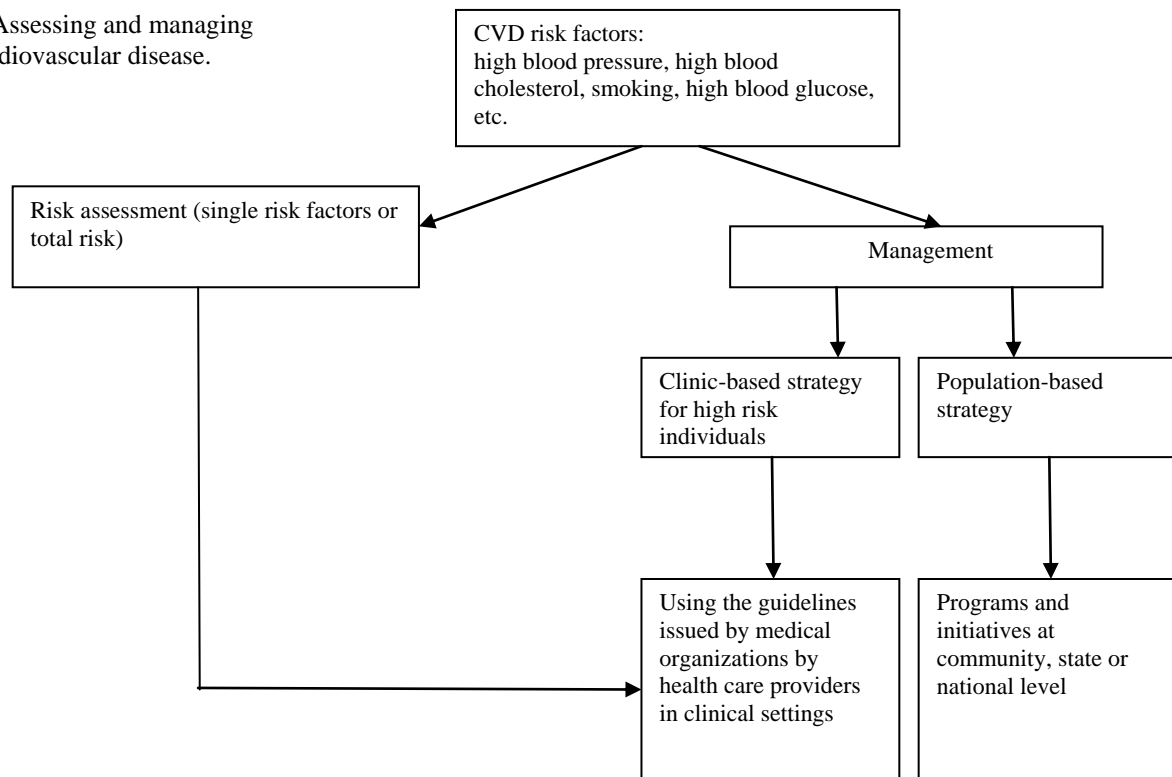 Assessing and managing
diovascular disease.
CVD risk factors:
high blood pressure, high blood
cholesterol, smoking, high blood glucose,
etc.
Risk assessment (single risk factors or
total risk)
Management
Clinic-based strategy
for high risk
individuals
Population-based
strategy
Using the guidelines
issued by medical
organizations by
health care providers
in clinical settings
Programs and
initiatives at
community, state or
national level